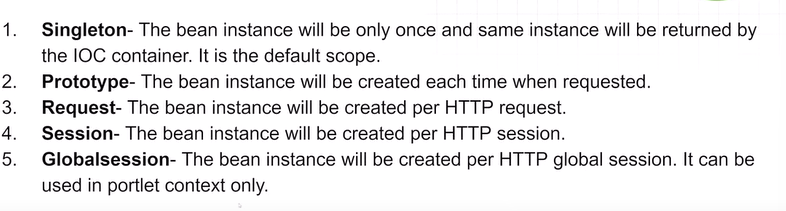 1. Singleton- The bean instance will be only once and same instance will be returned by
the IOC container. It is the default scope.
2. Prototype- The bean instance will be created each time when requested.
3. Request- The bean instance will be created per HTTP request.
4. Session- The bean instance will be created per HTTP session.
5. Globalsession- The bean instance will be created per HTTP global session. It can be
used in portlet context only.